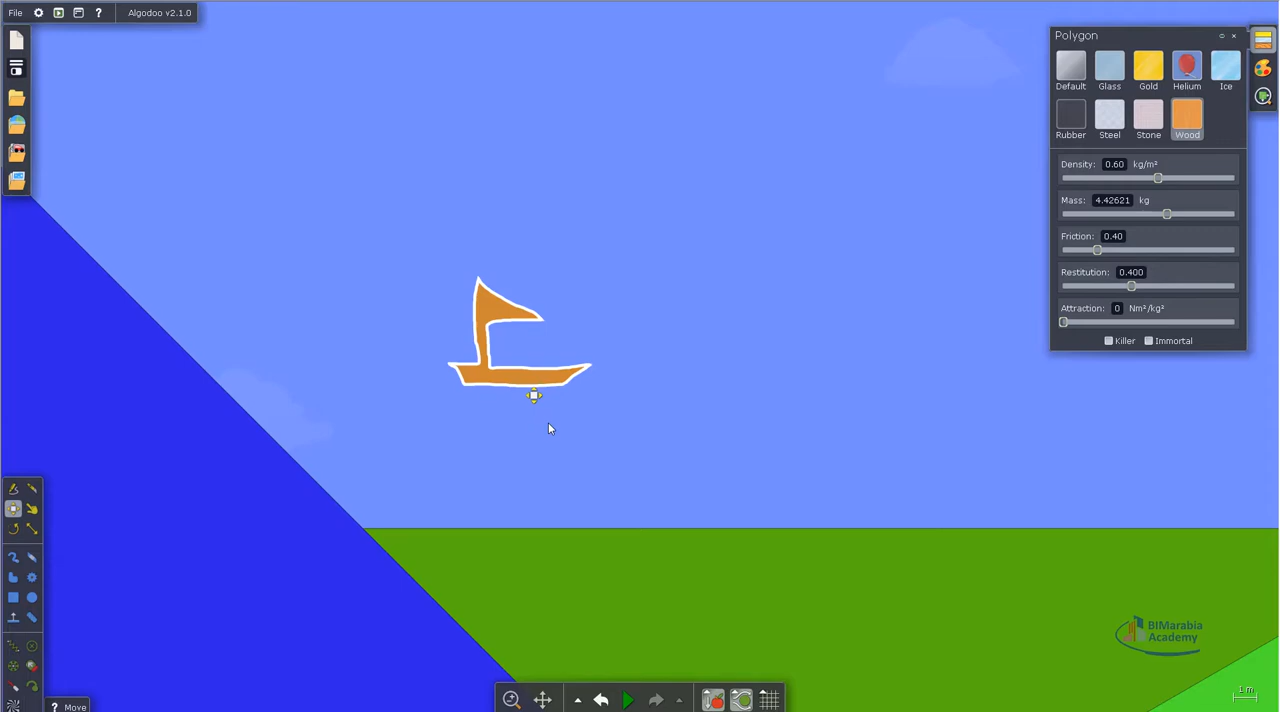 File
Algodoo v2.1.0
Polygon
Default
Glass
Gold
Helium
Ice
Rubber
Steel
Stone
Wood
Density: 0.60 kg/m²
Mass: 4.42621 kg
Friction: 0.40
Restitution: 0.400
Attraction: 0 Nm²/kg²
Killer
Immortal
BIMarabia
Academy
1 m
? Move